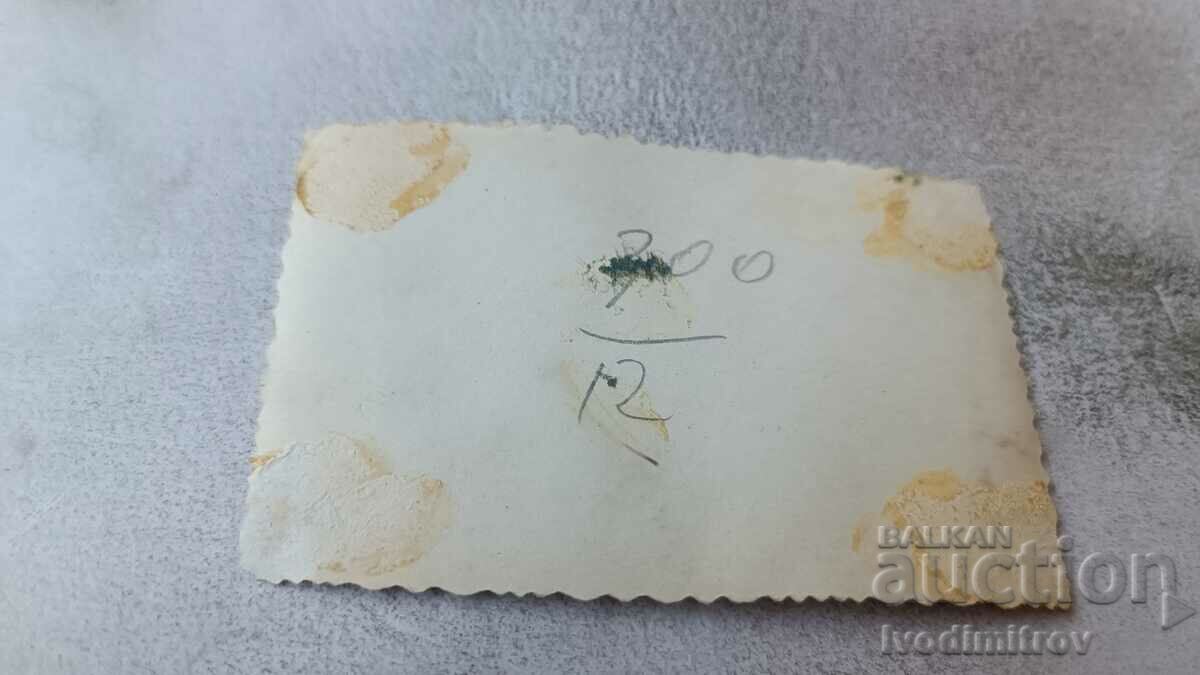 300
12
BALKAN
auction
Ivodimitrov